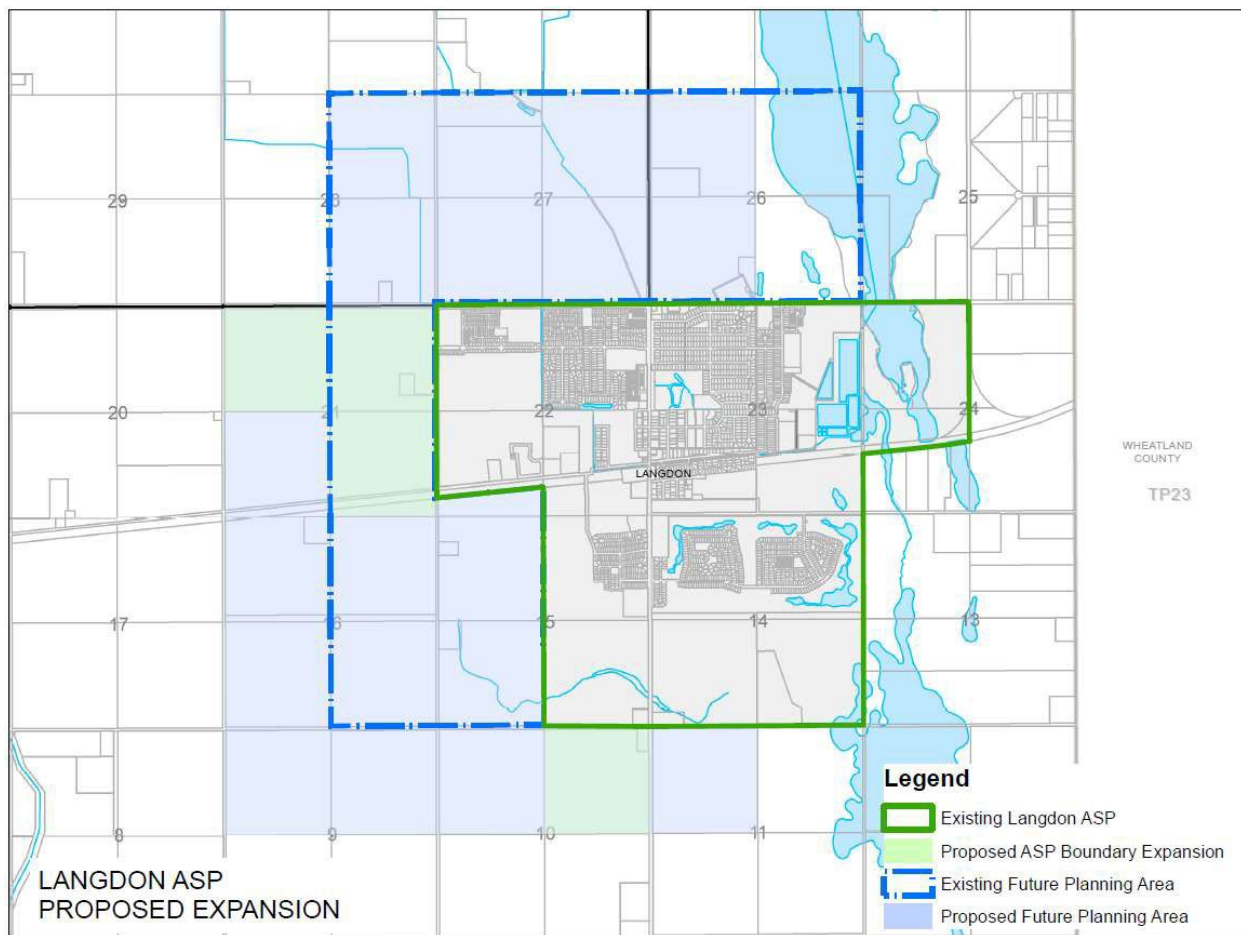 29
28
27
26
25
20
21
22
23
24
WHEATLAND
COUNTY
LANGDON
TP23
17
16
15
14
13
8
9
10
11
LANGDON ASP
PROPOSED EXPANSION
Legend
Existing Langdon ASP
Proposed ASP Boundary Expansion
Existing Future Planning Area
Proposed Future Planning Area